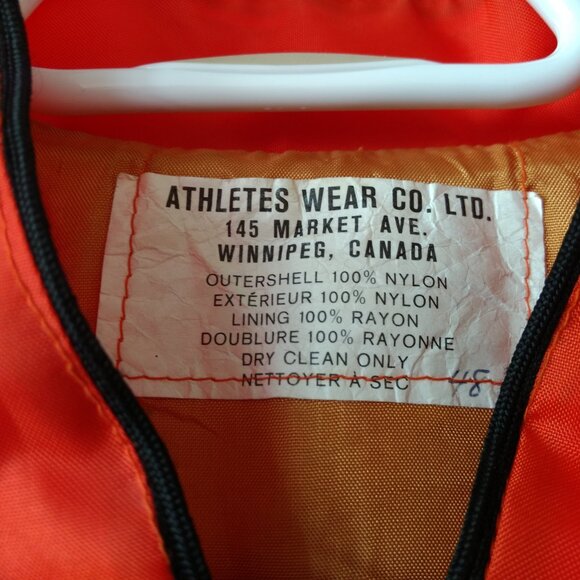 ATHLETES WEAR CO. LTD.
145 MARKET AVE.
WINNIPEG, CANADA
OUTERSHELL 100% NYLON
EXTÉRIEUR 100% NYLON
LINING 100% RAYON
DOUBLURE 100% RAYONNE
DRY CLEAN ONLY
NETTOYER À SEC 48